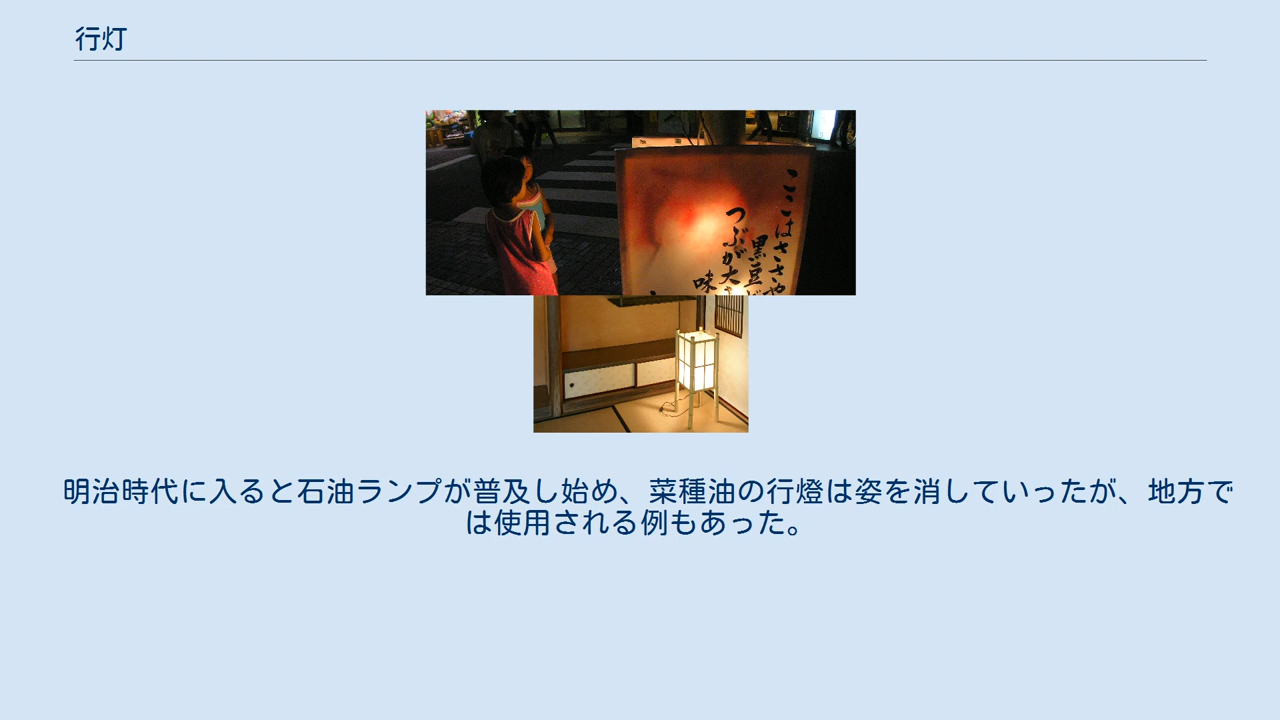 行灯
ここはささや
黒豆
つぶが大き
味
明治時代に入ると石油ランプが普及し始め、菜種油の行燈は姿を消していったが、地方で
は使用される例もあった。